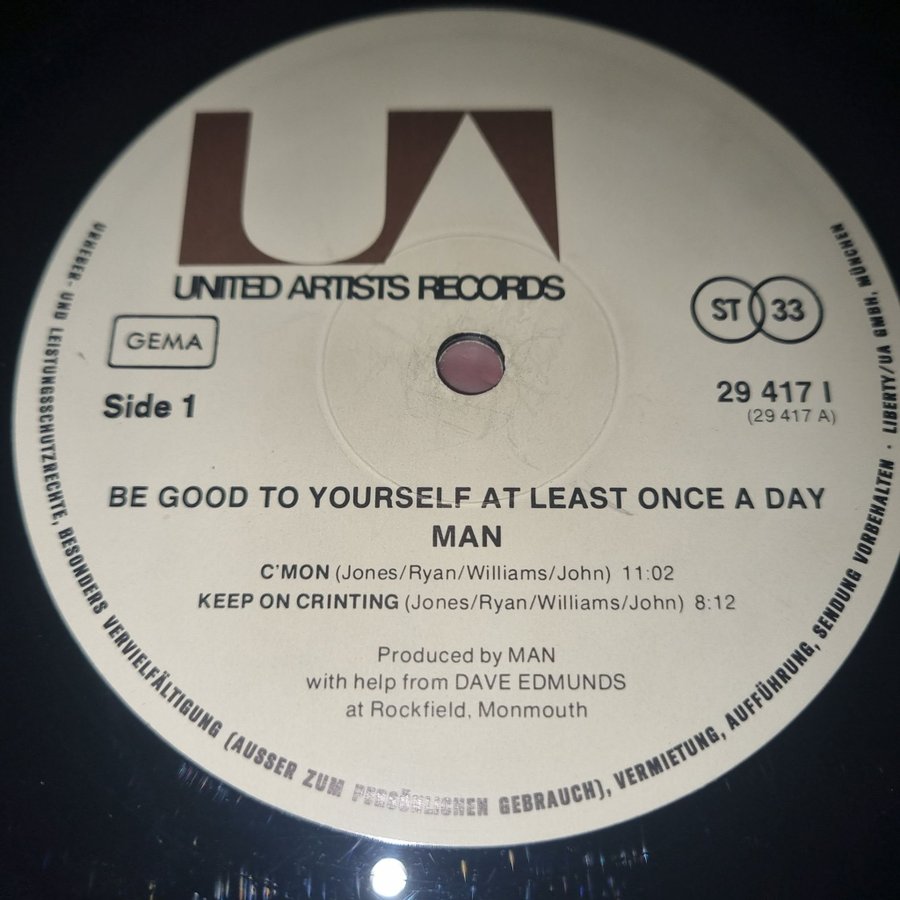 UA
UNITED ARTISTS RECORDS
GEMA
ST 33
Side 1
29 417 I
(29 417 A)
BE GOOD TO YOURSELF AT LEAST ONCE A DAY
MAN
C'MON (Jones/Ryan/Williams/John) 11:02
KEEP ON CRINTING (Jones/Ryan/Williams/John) 8:12
Produced by MAN
with help from DAVE EDMUNDS
at Rockfield, Monmouth
URHEBER- UND LEISTUNGSSCHUTZRECHTE, BESONDERS VERVIELFÄLTIGUNG (AUSSER ZUM PERSÖNLICHEN GEBRAUCH), VERMIETUNG, AUFFÜHRUNG, SENDUNG VORBEHALTEN · LIBERTY/UA GMBH, MÜNCHEN